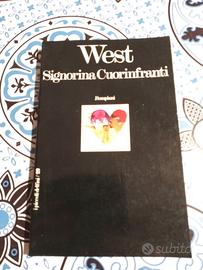 West
Signorina Cuorinfranti
Bompiani
subito